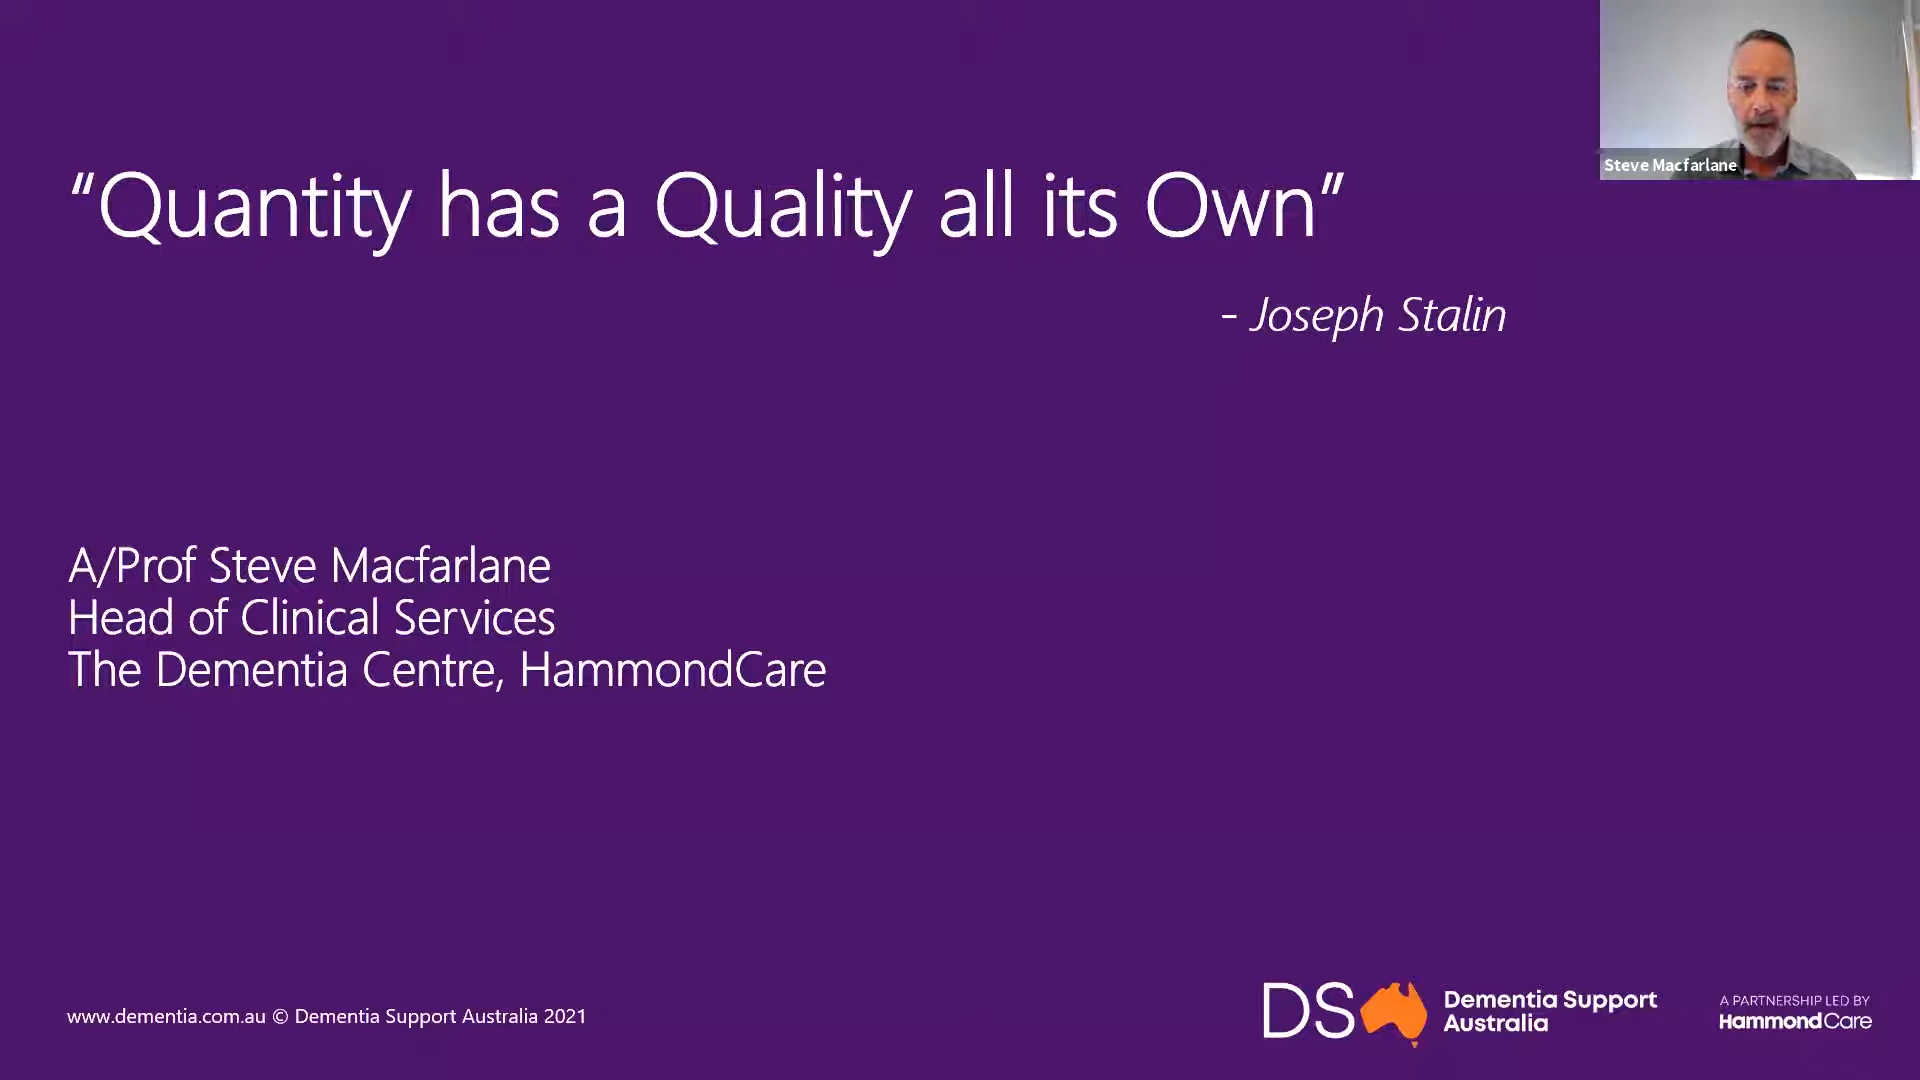 “Quantity has a Quality all its Own”
- Joseph Stalin
Steve Macfarlane
A/Prof Steve Macfarlane
Head of Clinical Services
The Dementia Centre, HammondCare
www.dementia.com.au © Dementia Support Australia 2021
DS
Dementia Support
Australia
A PARTNERSHIP LED BY
HammondCare